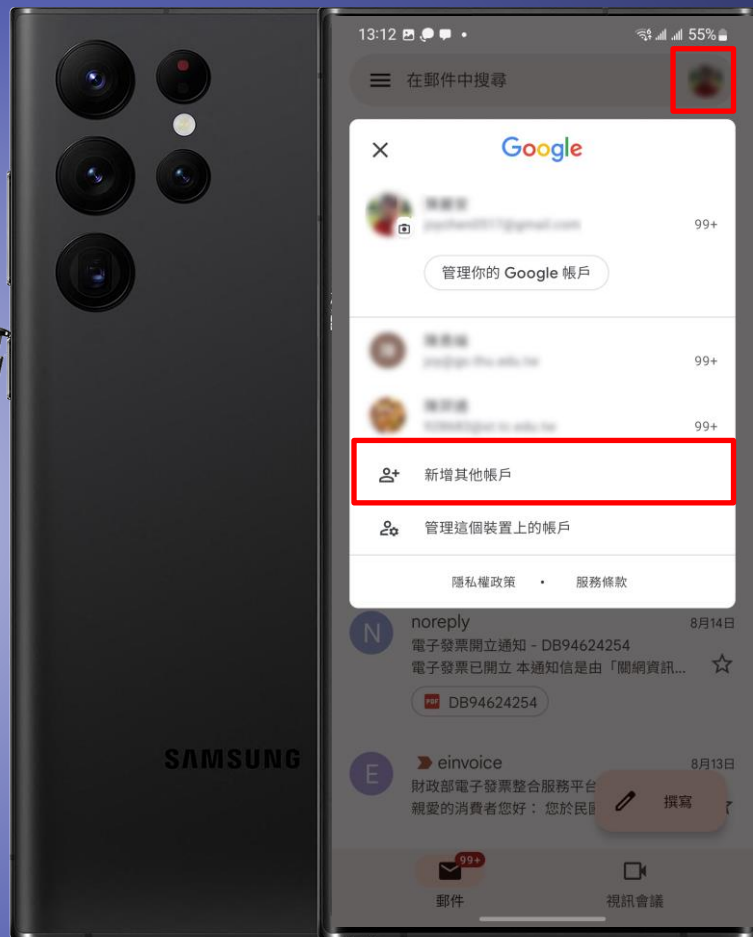 SAMSUNG
13:12
55%
在郵件中搜尋
Google
99+
管理你的 Google 帳戶
99+
99+
新增其他帳戶
管理這個裝置上的帳戶
隱私權政策 • 服務條款
N
noreply 8月14日
電子發票開立通知 - DB94624254
電子發票已開立 本通知信是由「關網資訊...
PDF DB94624254
E
einvoice 8月13日
財政部電子發票整合服務平台
親愛的消費者您好： 您於民
撰寫
99+
郵件 視訊會議